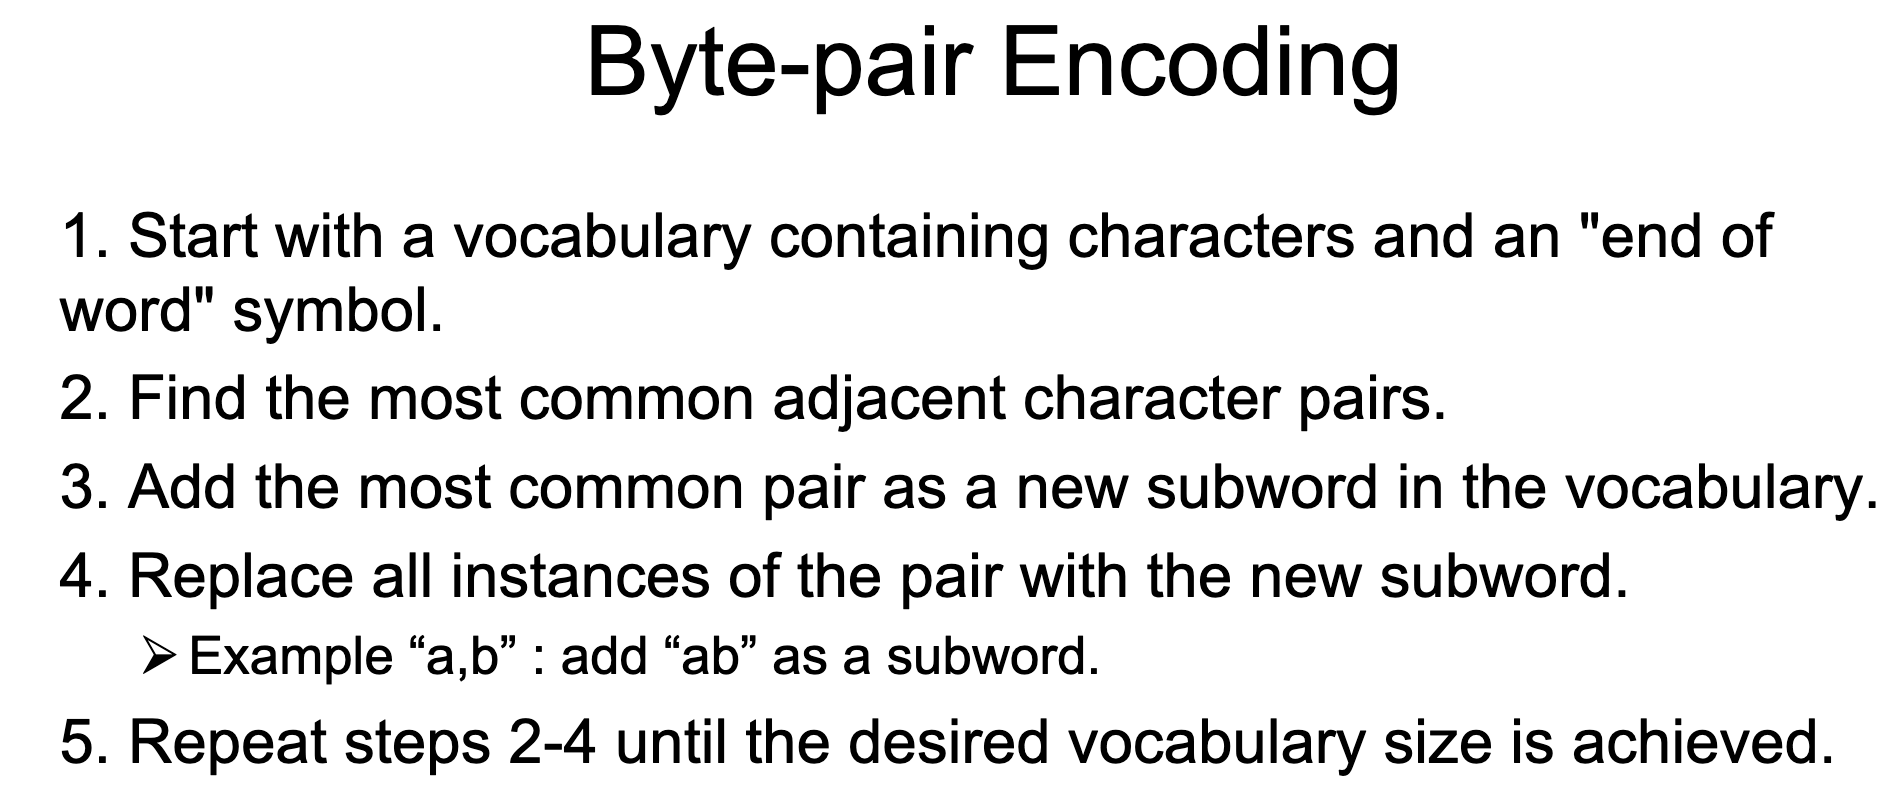 Byte-pair Encoding
1. Start with a vocabulary containing characters and an "end of
word" symbol.
2. Find the most common adjacent character pairs.
3. Add the most common pair as a new subword in the vocabulary.
4. Replace all instances of the pair with the new subword.
➢ Example “a,b” : add “ab” as a subword.
5. Repeat steps 2-4 until the desired vocabulary size is achieved.